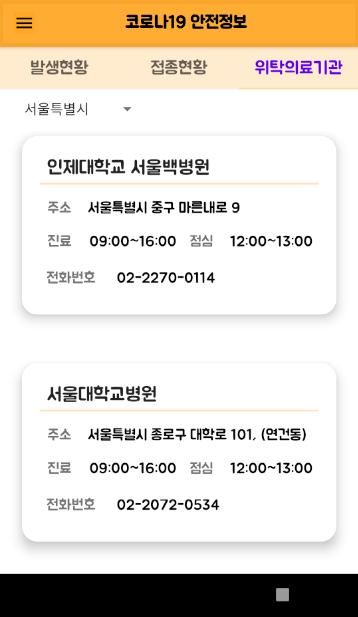 코로나19 안전정보
발생현황 접종현황 위탁의료기관
서울특별시
인제대학교 서울백병원
주소 서울특별시 중구 마른내로 9
진료 09:00~16:00 점심 12:00~13:00
전화번호 02-2270-0114
서울대학교병원
주소 서울특별시 종로구 대학로 101, (연건동)
진료 09:00~16:00 점심 12:00~13:00
전화번호 02-2072-0534